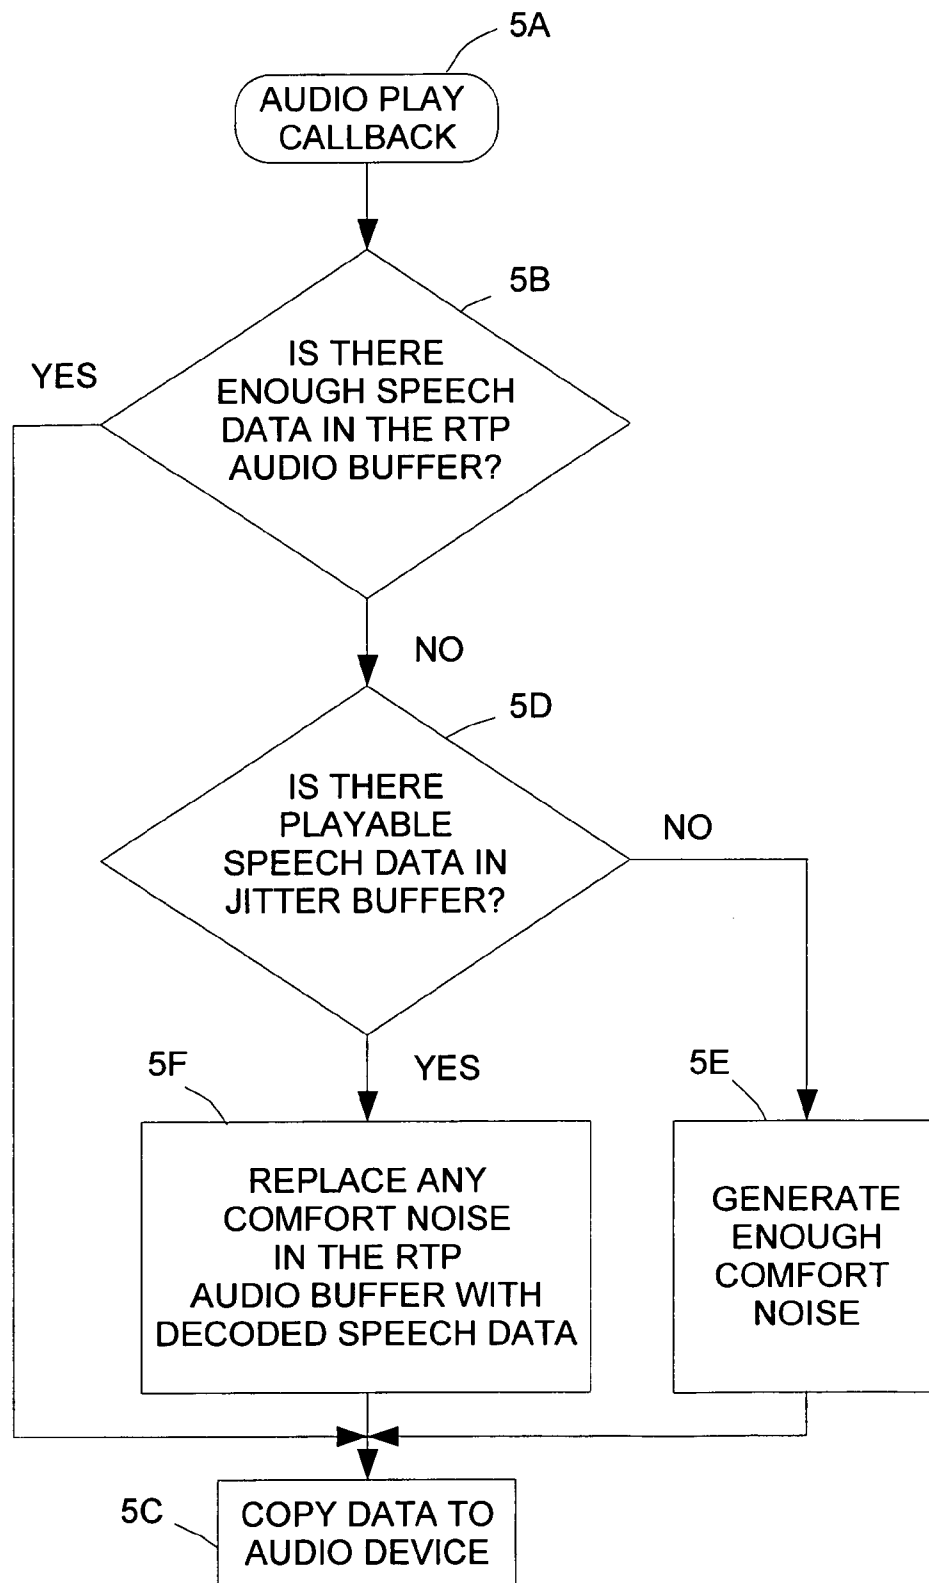 5A
AUDIO PLAY
CALLBACK
5B
YES
IS THERE
ENOUGH SPEECH
DATA IN THE RTP
AUDIO BUFFER?
NO
5D
IS THERE
PLAYABLE
SPEECH DATA IN
JITTER BUFFER?
NO
5F
YES
5E
REPLACE ANY
COMFORT NOISE
IN THE RTP
AUDIO BUFFER WITH
DECODED SPEECH DATA
GENERATE
ENOUGH
COMFORT
NOISE
5C
COPY DATA TO
AUDIO DEVICE